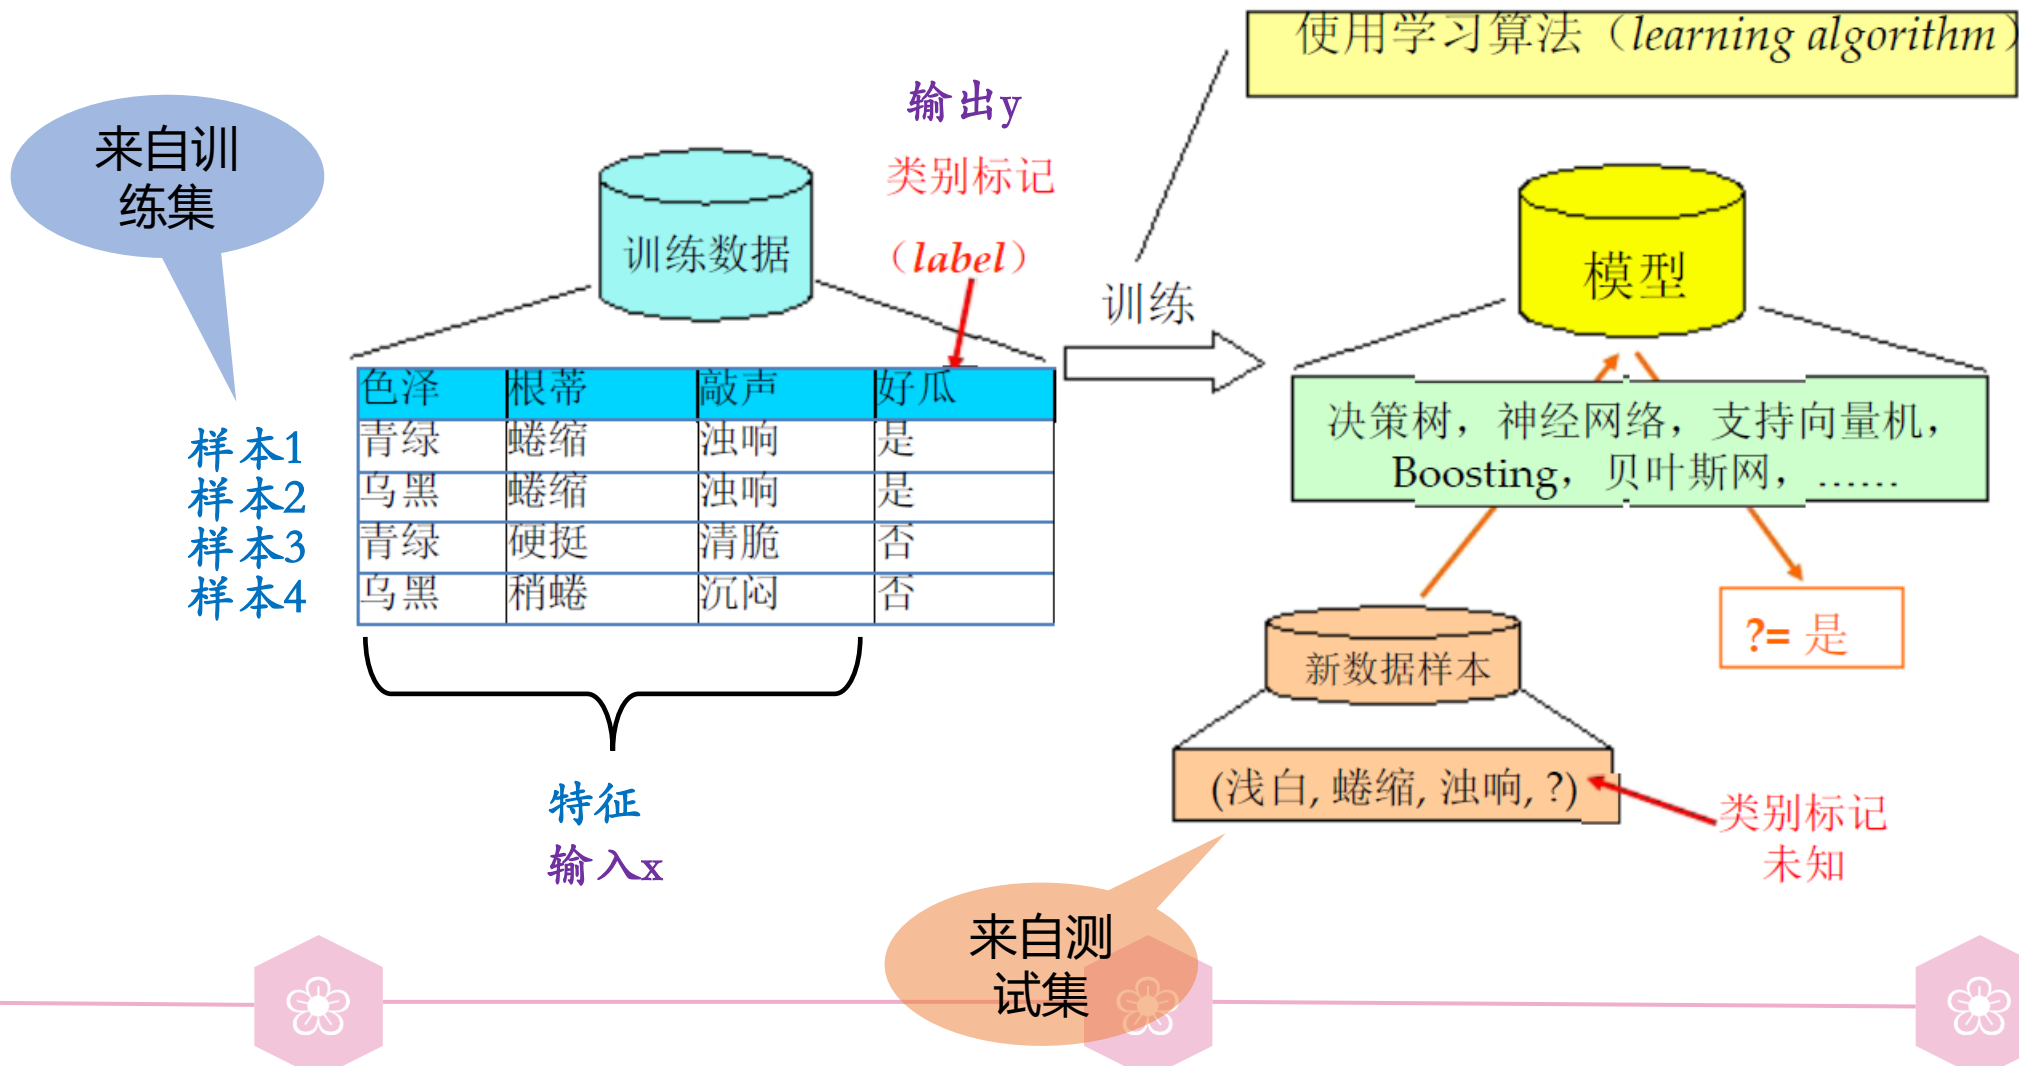 使用学习算法（learning algorithm）
来自训
练集
输出y
类别标记
（label）
训练数据
训练
模型
色泽 根蒂 敲声 好瓜
样本1 青绿 蜷缩 浊响 是
样本2 乌黑 蜷缩 浊响 是
样本3 青绿 硬挺 清脆 否
样本4 乌黑 稍蜷 沉闷 否
特征
输入x
决策树，神经网络，支持向量机，
Boosting，贝叶斯网，……
?= 是
新数据样本
(浅白, 蜷缩, 浊响, ?)
类别标记
未知
来自测
试集